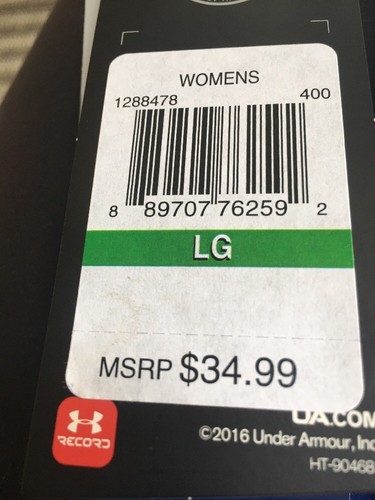 WOMENS
1288478 400
8 89707 76259 2
LG
MSRP $34.99
UA.COM
RECORD
©2016 Under Armour, Inc
HT-90468